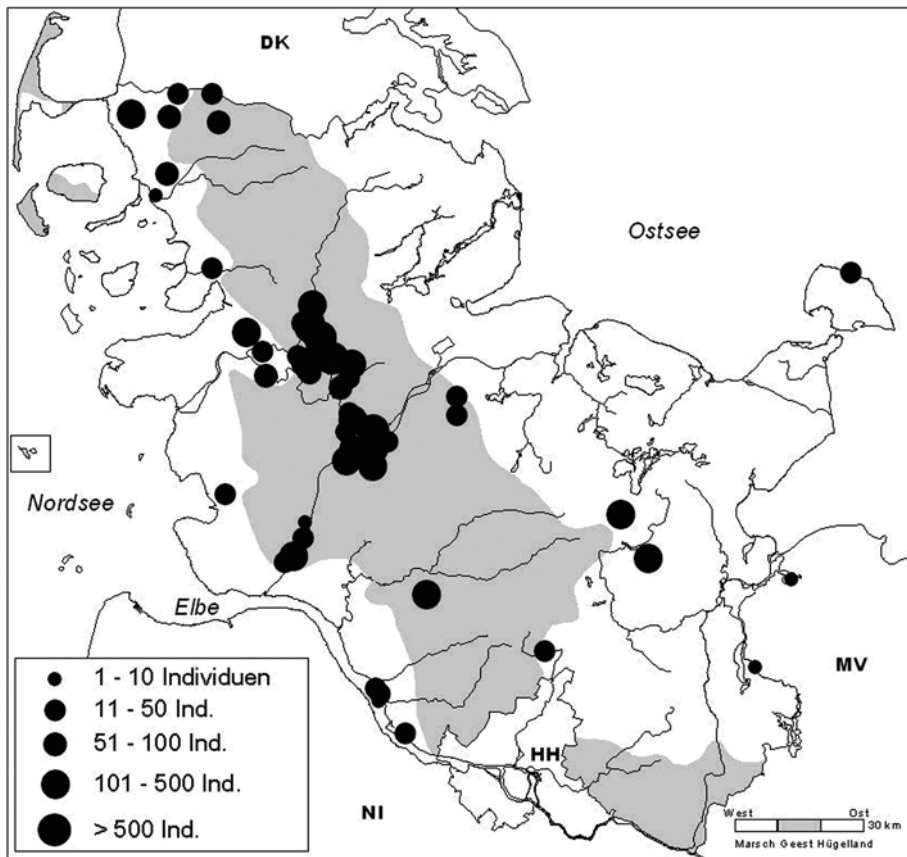 DK
Ostsee
Nordsee
Elbe
MV
HH
NI
1 - 10 Individuen
11 - 50 Ind.
51 - 100 Ind.
101 - 500 Ind.
> 500 Ind.
West Ost
30 km
Marsch Geest Hügelland